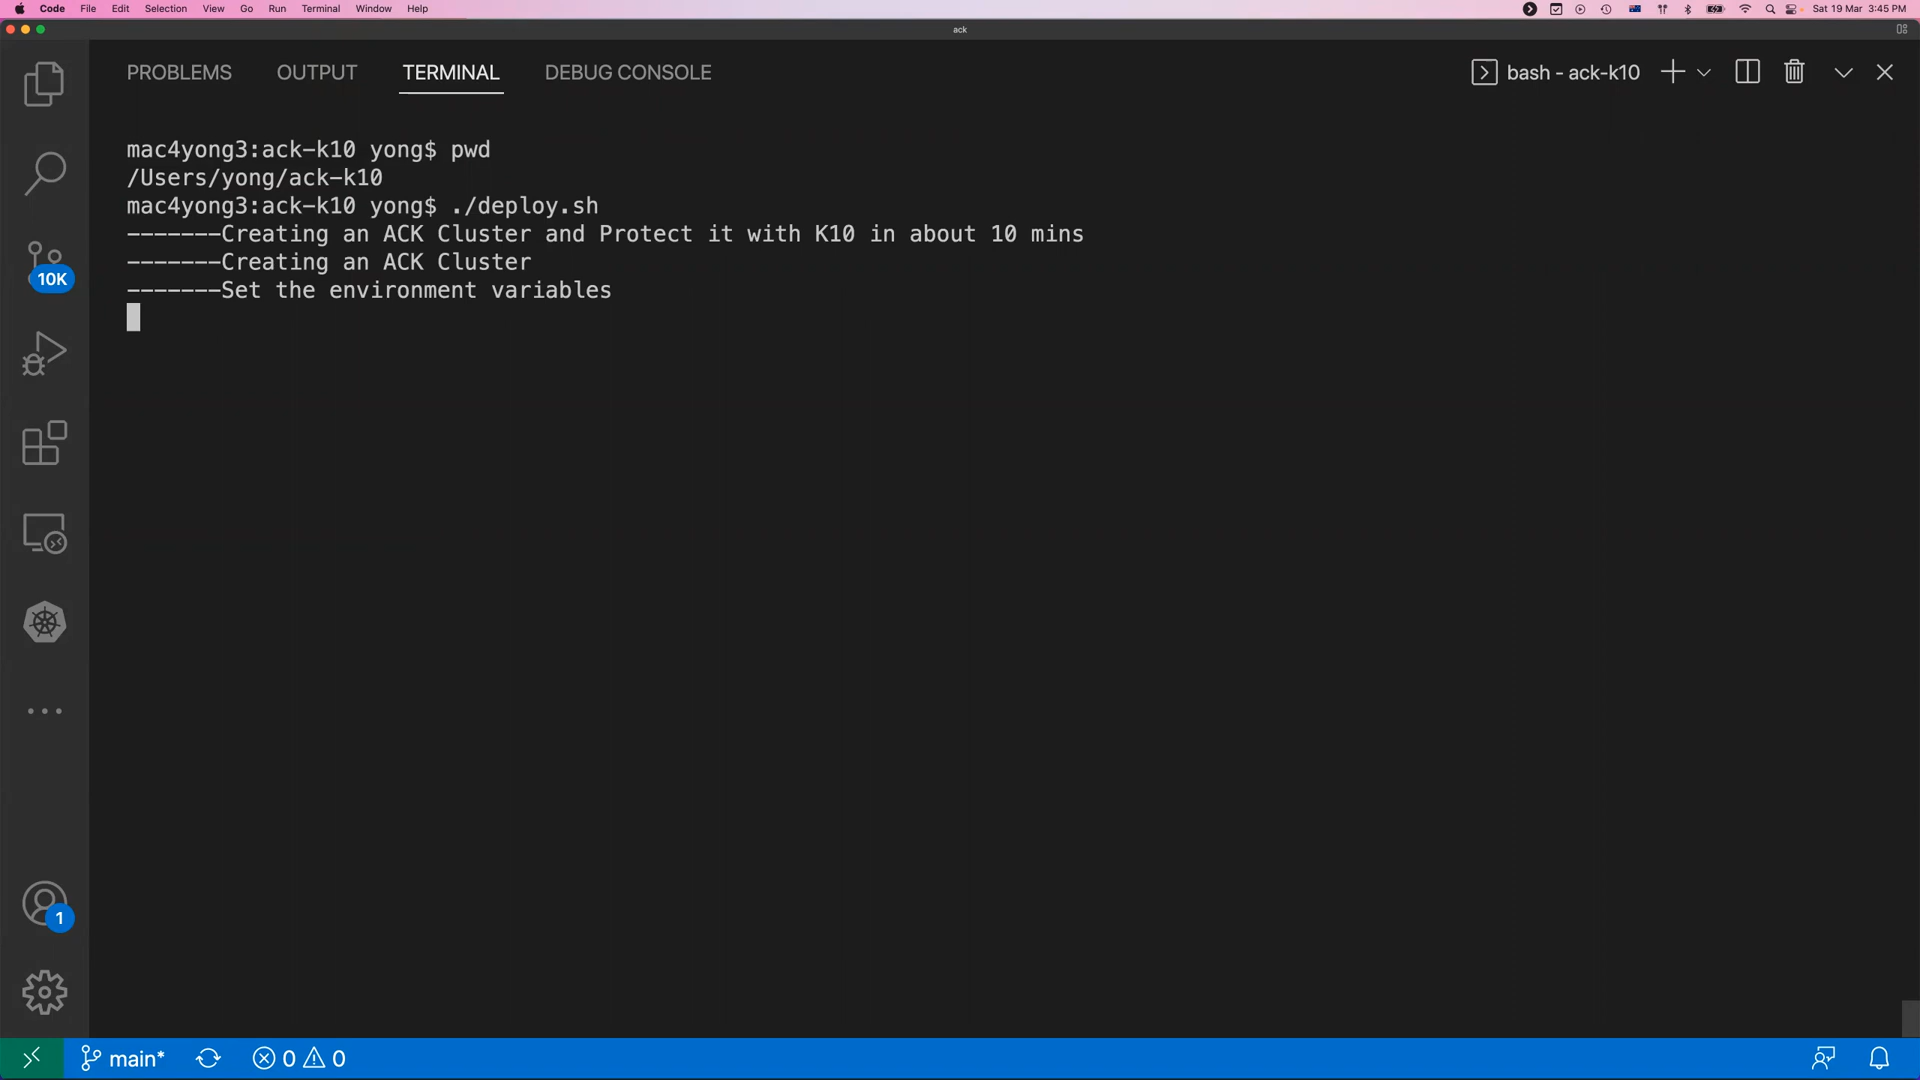 Code File Edit Selection View Go Run Terminal Window Help Sat 19 Mar 3:45 PM
ack
PROBLEMS OUTPUT TERMINAL DEBUG CONSOLE bash - ack-k10
mac4yong3:ack-k10 yong$ pwd
/Users/yong/ack-k10
mac4yong3:ack-k10 yong$ ./deploy.sh
-------Creating an ACK Cluster and Protect it with K10 in about 10 mins
-------Creating an ACK Cluster
-------Set the environment variables
10K
1
main* 0 0